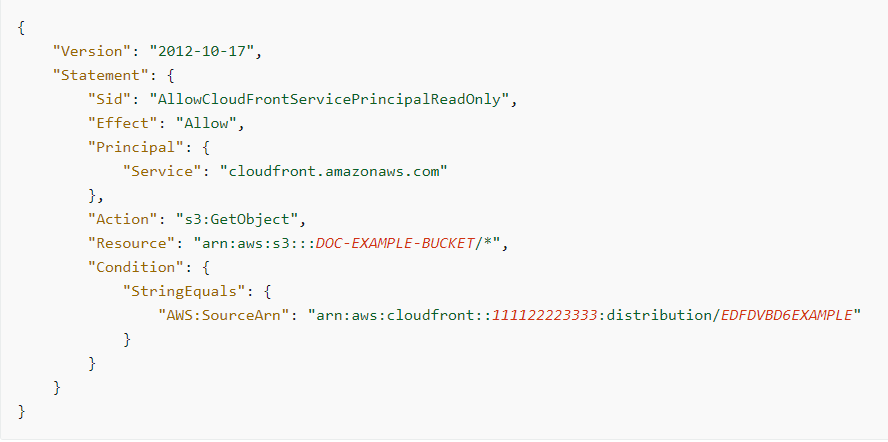 {
    "Version": "2012-10-17",
    "Statement": {
        "Sid": "AllowCloudFrontServicePrincipalReadOnly",
        "Effect": "Allow",
        "Principal": {
            "Service": "cloudfront.amazonaws.com"
        },
        "Action": "s3:GetObject",
        "Resource": "arn:aws:s3:::DOC-EXAMPLE-BUCKET/*",
        "Condition": {
            "StringEquals": {
                "AWS:SourceArn": "arn:aws:cloudfront::111122223333:distribution/EDFDVBD6EXAMPLE"
            }
        }
    }
}